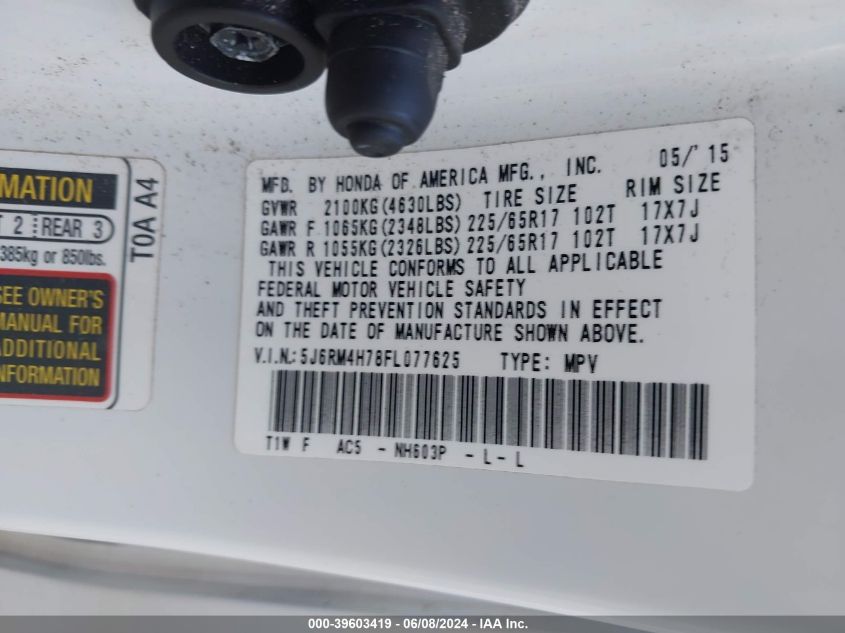 MATION
T 2 REAR 3
385kg or 850lbs.
SEE OWNER'S
MANUAL FOR
ADDITIONAL
INFORMATION
T0A A4
MFD. BY HONDA OF AMERICA MFG., INC. 05/'15
GVWR 2100KG(4630LBS) TIRE SIZE RIM SIZE
GAWR F 1065KG(2348LBS) 225/65R17 102T 17X7J
GAWR R 1055KG(2326LBS) 225/65R17 102T 17X7J
THIS VEHICLE CONFORMS TO ALL APPLICABLE
FEDERAL MOTOR VEHICLE SAFETY
AND THEFT PREVENTION STANDARDS IN EFFECT
ON THE DATE OF MANUFACTURE SHOWN ABOVE.
V.I.N.: 5J6RM4H78FL077625 TYPE: MPV
T1W F AC5 - NH603P - L - L
000-39603419 - 06/08/2024 - IAA Inc.